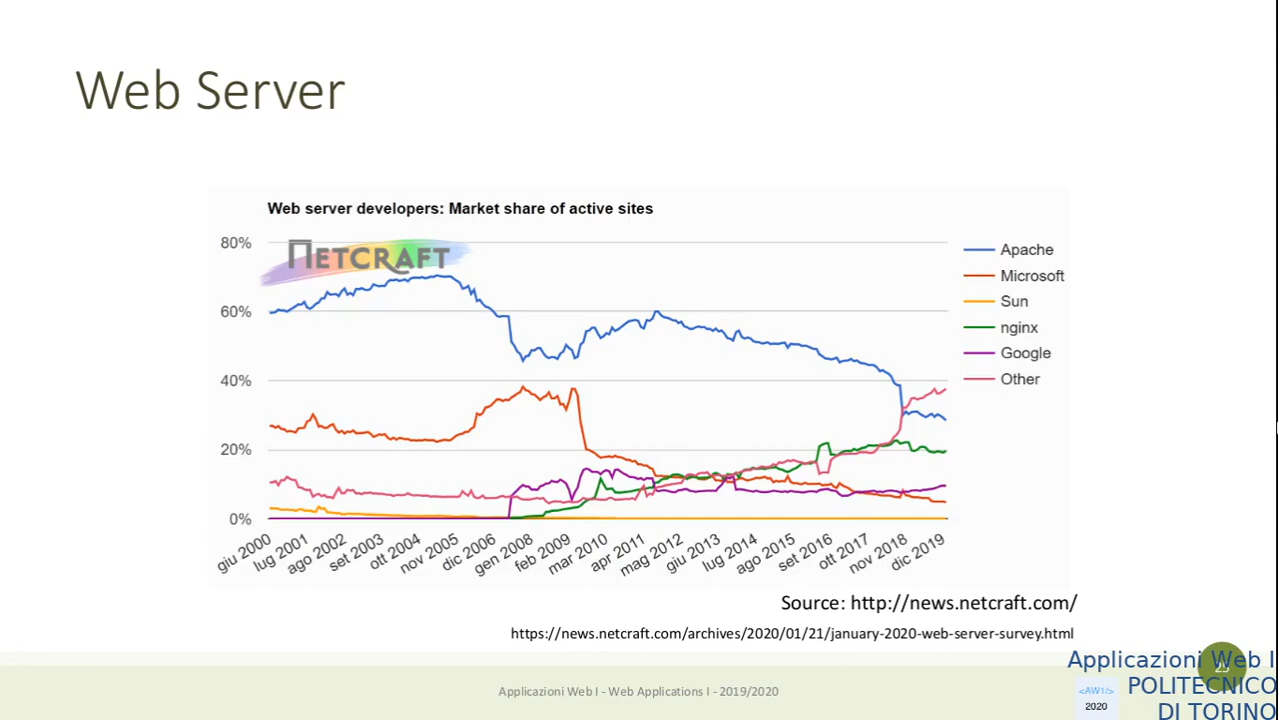 Web Server
Web server developers: Market share of active sites
NETCRAFT
80%
60%
40%
20%
0%
Apache
Microsoft
Sun
nginx
Google
Other
giu 2000
lug 2001
ago 2002
set 2003
ott 2004
nov 2005
dic 2006
gen 2008
feb 2009
mar 2010
apr 2011
mag 2012
giu 2013
lug 2014
ago 2015
set 2016
ott 2017
nov 2018
dic 2019
Source: http://news.netcraft.com/
https://news.netcraft.com/archives/2020/01/21/january-2020-web-server-survey.html
Applicazioni Web I - Web Applications I - 2019/2020
Applicazioni Web I
POLITECNICO
DI TORINO
<AW1/>
2020